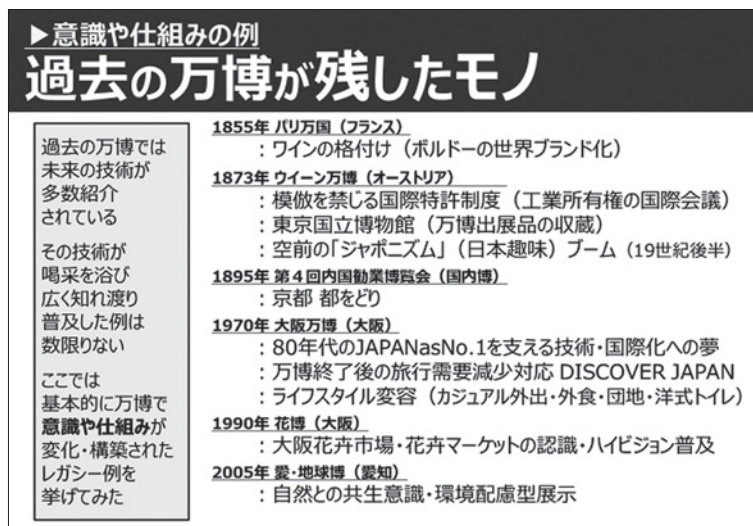 ▶意識や仕組みの例
過去の万博が残したモノ
過去の万博では
未来の技術が
多数紹介
されている
その技術が
喝采を浴び
広く知れ渡り
普及した例は
数限りない
ここでは
基本的に万博で
意識や仕組みが
変化・構築された
レガシー例を
挙げてみた
1855年 パリ万国（フランス）
：ワインの格付け（ボルドーの世界ブランド化）
1873年 ウイーン万博（オーストリア）
：模倣を禁じる国際特許制度（工業所有権の国際会議）
：東京国立博物館（万博出展品の収蔵）
：空前の「ジャポニズム」（日本趣味）ブーム（19世紀後半）
1895年 第４回内国勧業博覧会（国内博）
：京都 都をどり
1970年 大阪万博（大阪）
：80年代のJAPANasNo.1を支える技術・国際化への夢
：万博終了後の旅行需要減少対応 DISCOVER JAPAN
：ライフスタイル変容（カジュアル外出・外食・団地・洋式トイレ）
1990年 花博（大阪）
：大阪花卉市場・花卉マーケットの認識・ハイビジョン普及
2005年 愛・地球博（愛知）
：自然との共生意識・環境配慮型展示